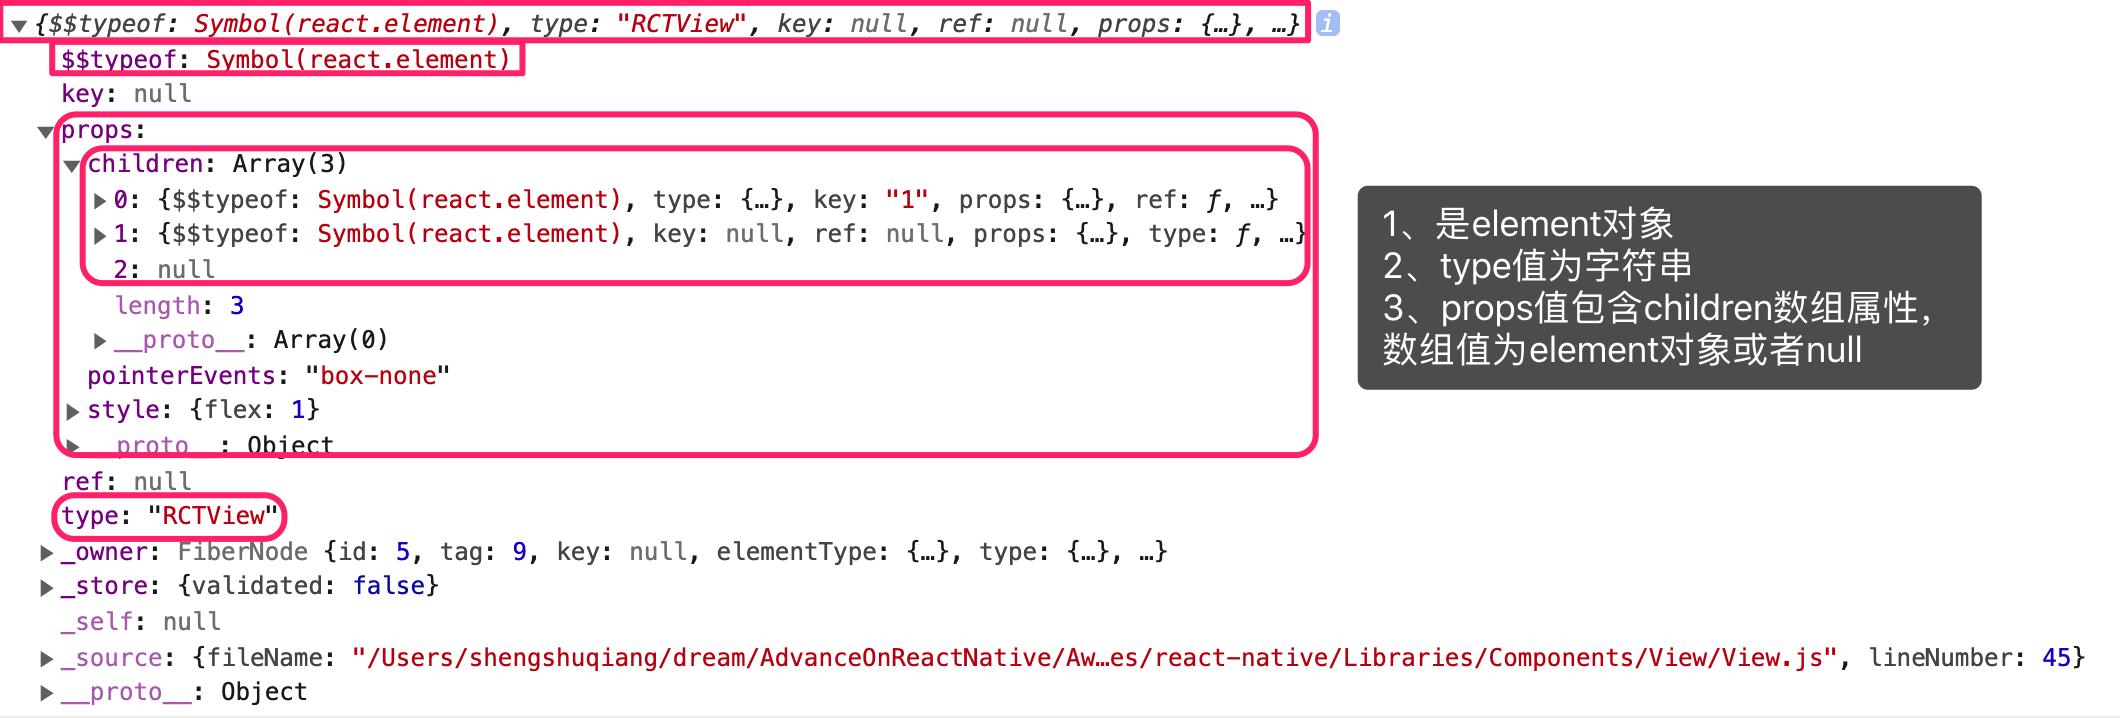 ▼{$$typeof: Symbol(react.element), type: "RCTView", key: null, ref: null, props: {…}, …} i
$$typeof: Symbol(react.element)
key: null
▼props:
▼children: Array(3)
▶0: {$$typeof: Symbol(react.element), type: {…}, key: "1", props: {…}, ref: ƒ, …}
▶1: {$$typeof: Symbol(react.element), key: null, ref: null, props: {…}, type: ƒ, …}
2: null
length: 3
▶__proto__: Array(0)
pointerEvents: "box-none"
▶style: {flex: 1}
▶__proto__: Object
ref: null
type: "RCTView"
▶_owner: FiberNode {id: 5, tag: 9, key: null, elementType: {…}, type: {…}, …}
▶_store: {validated: false}
_self: null
▶_source: {fileName: "/Users/shengshuqiang/dream/AdvanceOnReactNative/Aw…es/react-native/Libraries/Components/View/View.js", lineNumber: 45}
▶__proto__: Object
1、是element对象
2、type值为字符串
3、props值包含children数组属性，
数组值为element对象或者null